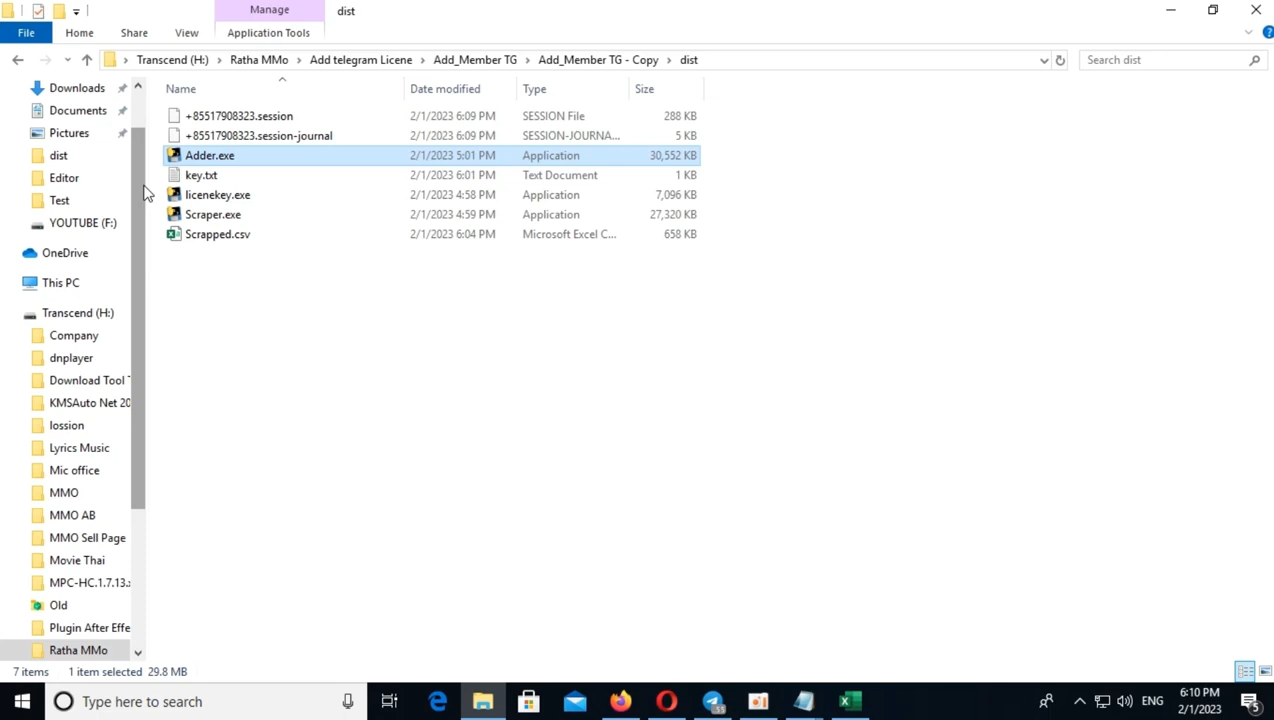 Manage
dist
File
Home
Share
View
Application Tools
Transcend (H:) > Ratha MMo > Add telegram Licene > Add_Member TG > Add_Member TG - Copy > dist
Search dist
Name
Date modified
Type
Size
+85517908323.session 2/1/2023 6:09 PM SESSION File 288 KB
+85517908323.session-journal 2/1/2023 6:09 PM SESSION-JOURNA... 5 KB
Adder.exe 2/1/2023 5:01 PM Application 30,552 KB
key.txt 2/1/2023 6:01 PM Text Document 1 KB
licenekey.exe 2/1/2023 4:58 PM Application 7,096 KB
Scraper.exe 2/1/2023 4:59 PM Application 27,320 KB
Scrapped.csv 2/1/2023 6:04 PM Microsoft Excel C... 658 KB
Downloads
Documents
Pictures
dist
Editor
Test
YOUTUBE (F:)
OneDrive
This PC
Transcend (H:)
Company
dnplayer
Download Tool
KMSAuto Net 20
lossion
Lyrics Music
Mic office
MMO
MMO AB
MMO Sell Page
Movie Thai
MPC-HC.1.7.13.
Old
Plugin After Effe
Ratha MMo
7 items
1 item selected 29.8 MB
Type here to search
55
ENG
6:10 PM
2/1/2023
5